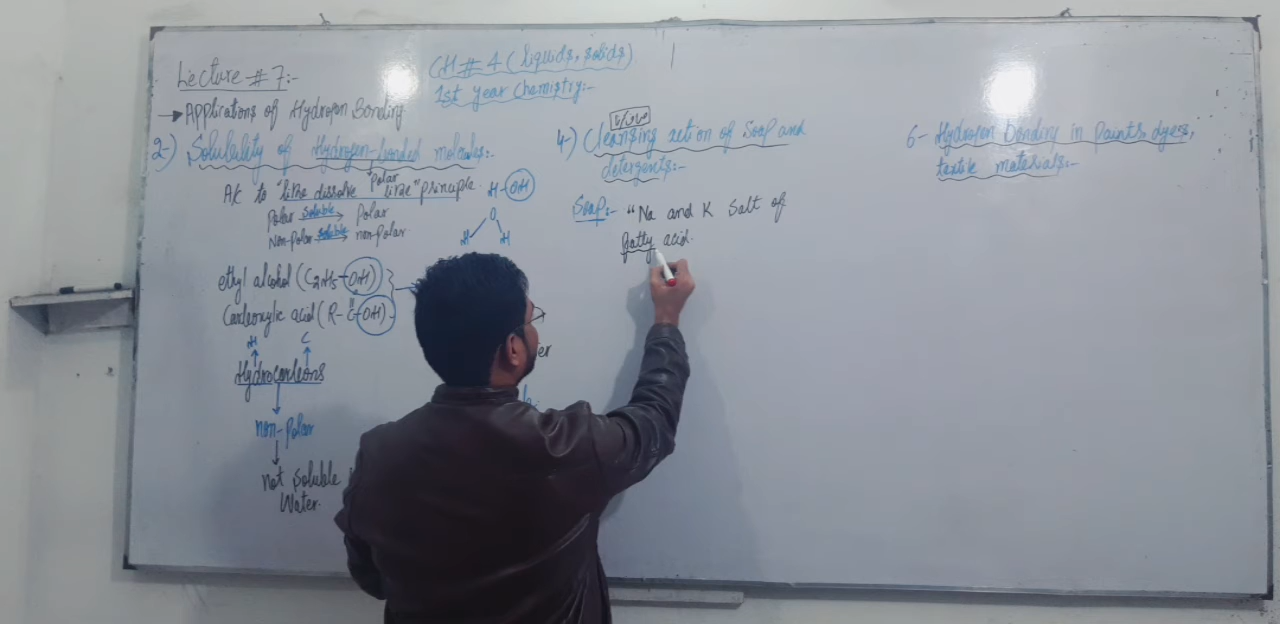 Lecture # 7:-
→ Applications of Hydrogen Bonding
CH # 4 (liquids, solids)
1st year Chemistry:-
2-) Solubility of Hydrogen-bonded molecules:-
A/c to "like dissolve like" principle.
Polar
Polar soluble Polar
Non-Polar soluble non-Polar
H-OH
O
H H
ethyl alcohol (C2H5-OH)
Carboxylic acid (R-C-OH)
H C
Hydrocarbons
non-Polar
not soluble
Water.
4-) Cleansing action of Soap and
detergents:-
Soap:- "Na and K Salt of
fatty acid.
6- Hydrogen bonding in Paints, dyes,
textile materials:-